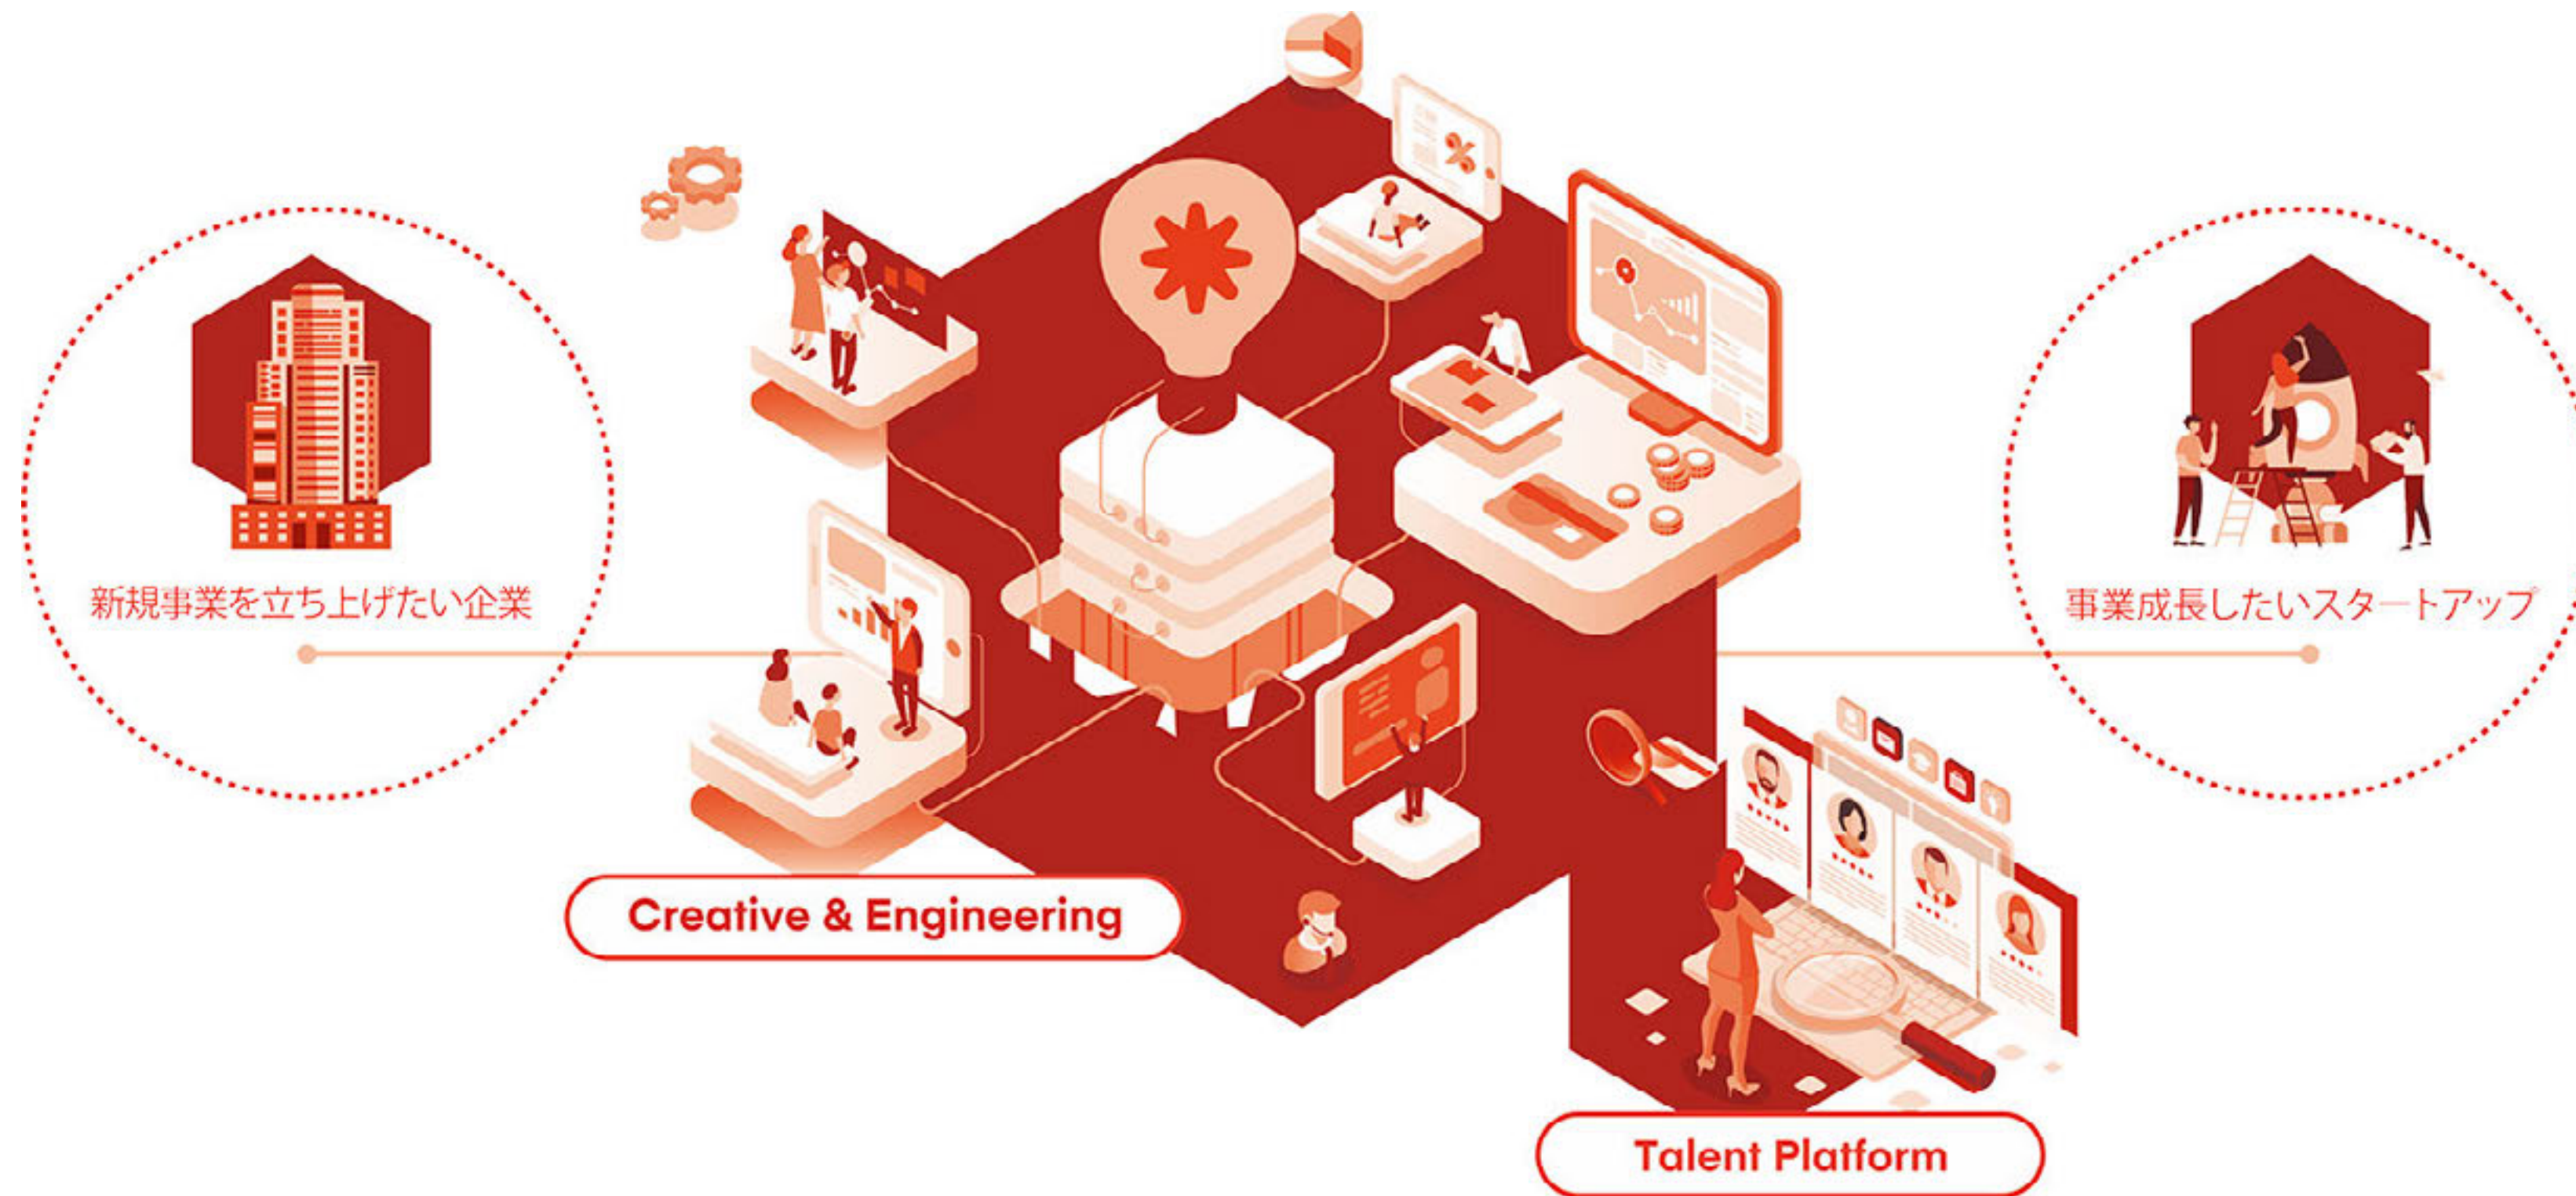 新規事業を立ち上げたい企業
事業成長したいスタートアップ
Creative & Engineering
Talent Platform